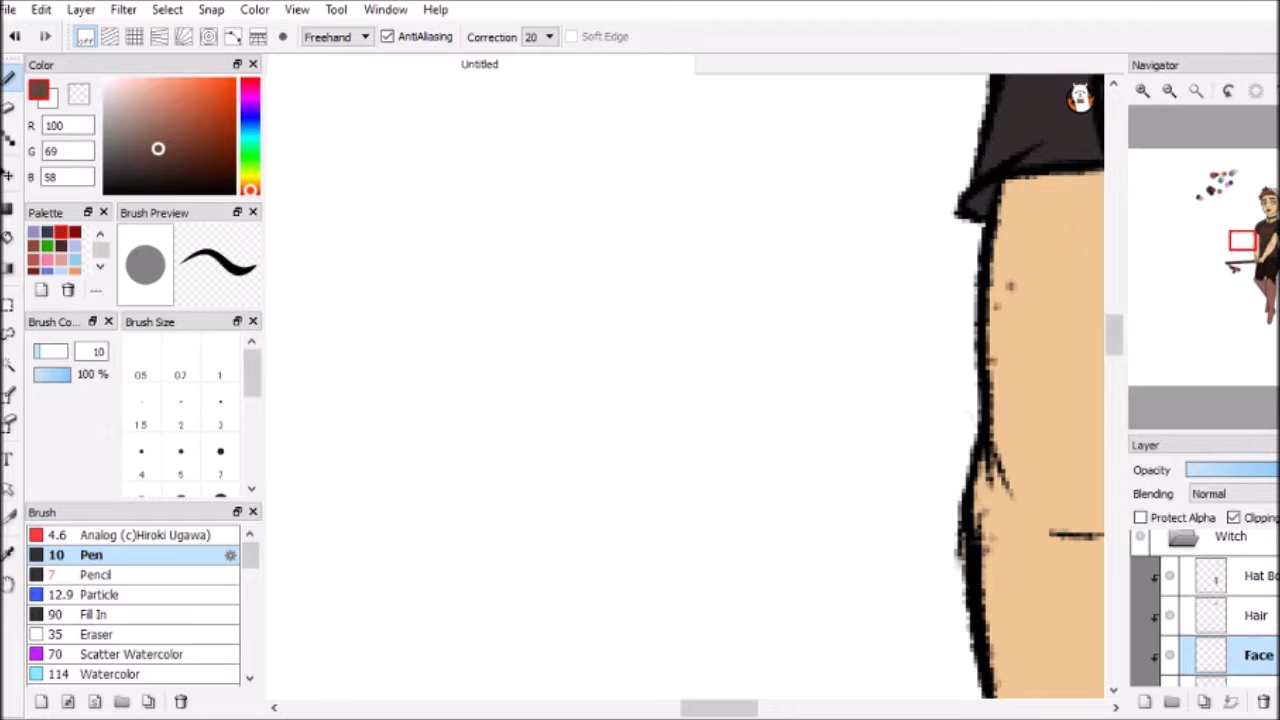 File Edit Layer Filter Select Snap Color View Tool Window Help
off Freehand AntiAliasing Correction 20 Soft Edge
Color Untitled Navigator
R 100
G 69
B 58
Palette Brush Preview
Brush Co... Brush Size
10
100 %
0.5 0.7 1
1.5 2 3
4 5 7
Layer
Opacity
Blending Normal
Protect Alpha Clipping
Witch
Hat Bo
Hair
Face
Brush
4.6 Analog (c)Hiroki Ugawa)
10 Pen
7 Pencil
12.9 Particle
90 Fill In
35 Eraser
70 Scatter Watercolor
114 Watercolor